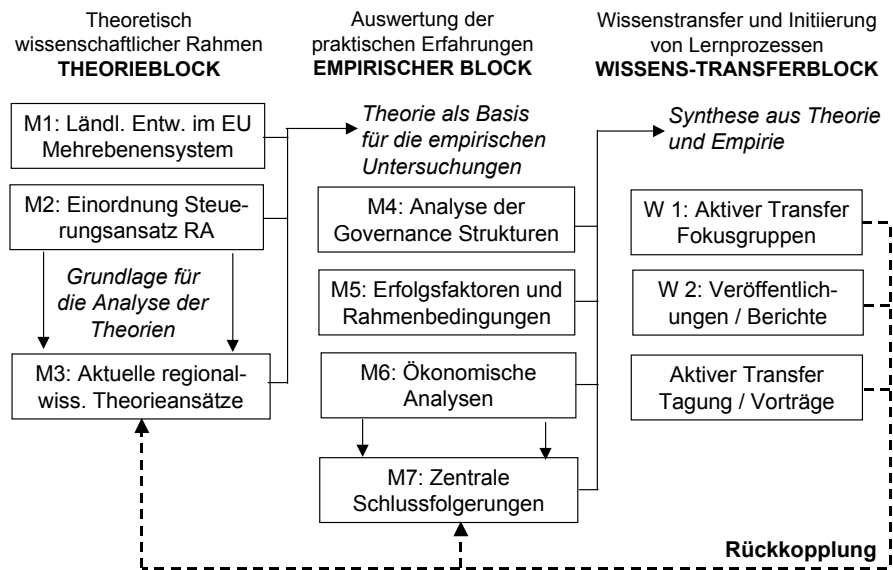 Theoretisch
wissenschaftlicher Rahmen
THEORIEBLOCK
M1: Ländl. Entw. im EU
Mehrebenensystem
M2: Einordnung Steue-
rungsansatz RA
Grundlage für
die Analyse der
Theorien
M3: Aktuelle regional-
wiss. Theorieansätze
Auswertung der
praktischen Erfahrungen
EMPIRISCHER BLOCK
Theorie als Basis
für die empirischen
Untersuchungen
M4: Analyse der
Governance Strukturen
M5: Erfolgsfaktoren und
Rahmenbedingungen
M6: Ökonomische
Analysen
M7: Zentrale
Schlussfolgerungen
Wissenstransfer und Initiierung
von Lernprozessen
WISSENS-TRANSFERBLOCK
Synthese aus Theorie
und Empirie
W 1: Aktiver Transfer
Fokusgruppen
W 2: Veröffentlich-
ungen / Berichte
Aktiver Transfer
Tagung / Vorträge
Rückkopplung